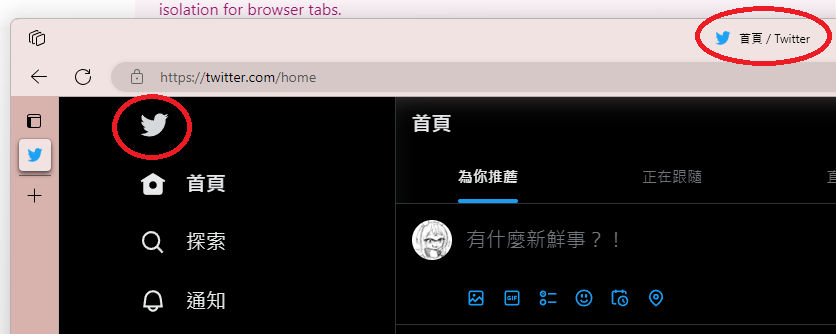 isolation for browser tabs.
首頁 / Twitter
https://twitter.com/home
首頁
為你推薦
正在跟隨
有什麼新鮮事？！
GIF
首頁
探索
通知